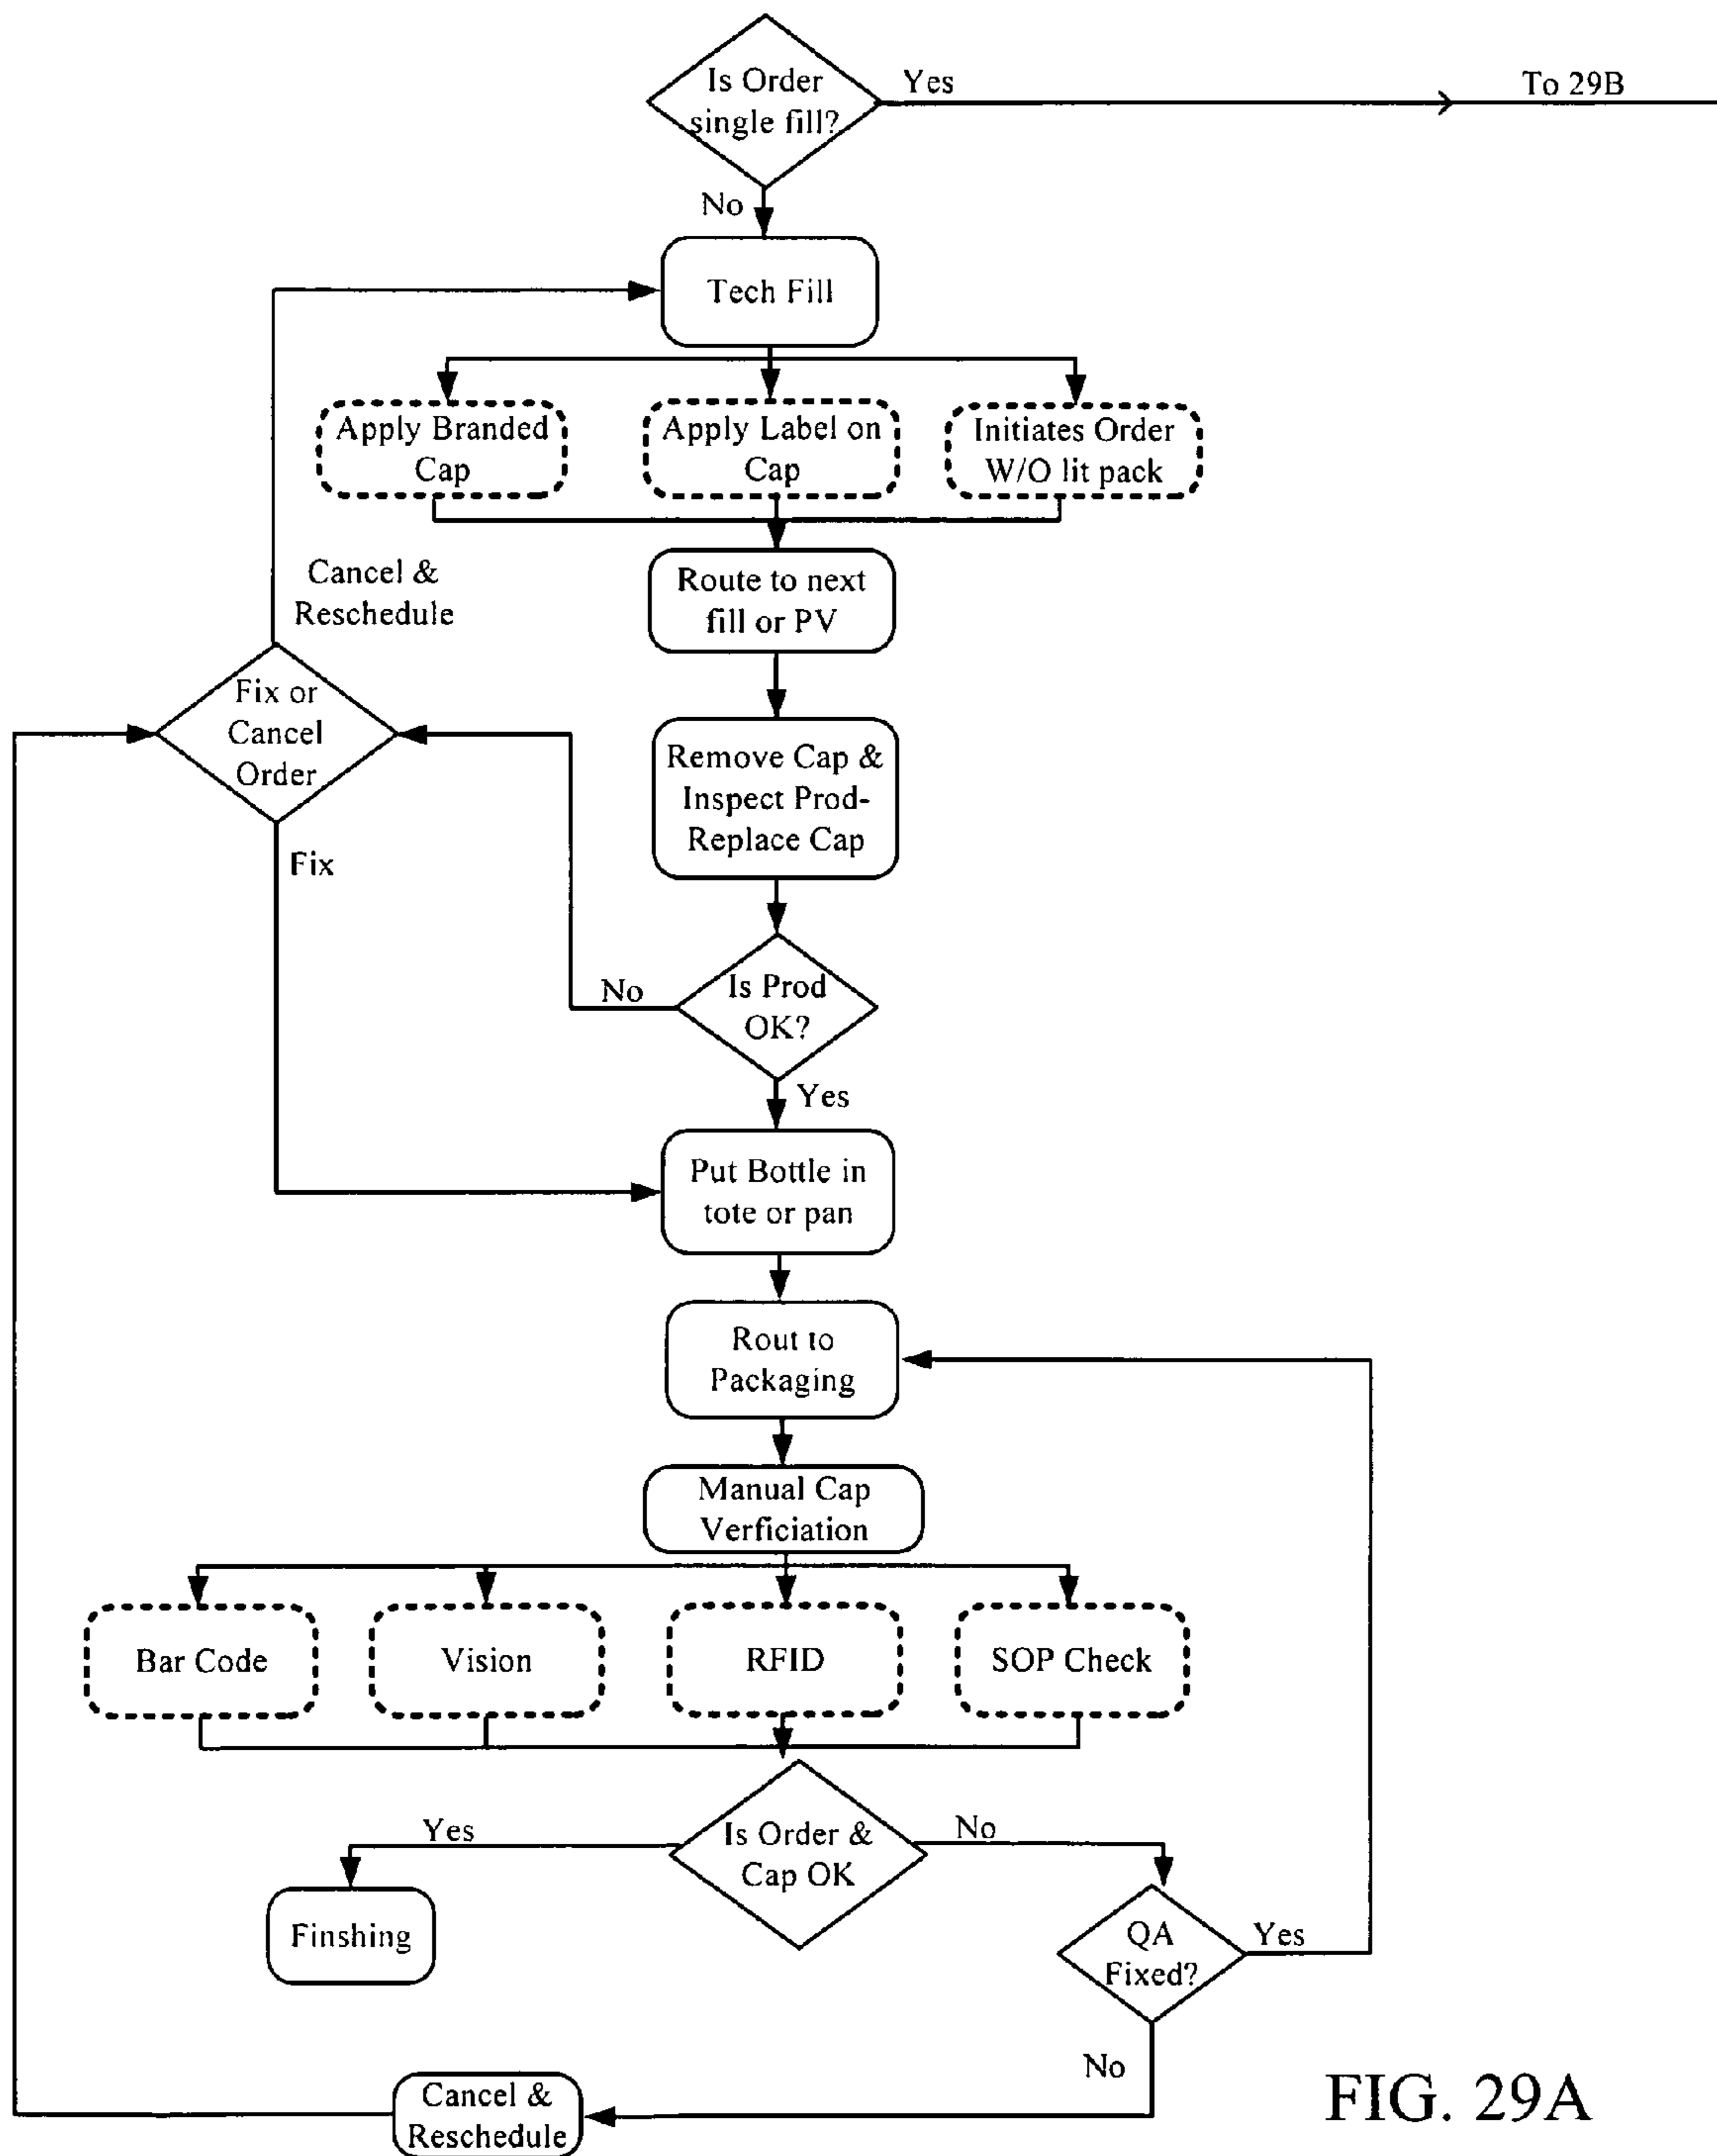 Is Order
single fill?
Yes
To 29B
No
Tech Fill
Apply Branded
Cap
Apply Label on
Cap
Initiates Order
W/O lit pack
Cancel &
Reschedule
Route to next
fill or PV
Fix or
Cancel
Order
Remove Cap &
Inspect Prod-
Replace Cap
Fix
No
Is Prod
OK?
Yes
Put Bottle in
tote or pan
Rout to
Packaging
Manual Cap
Verficiation
Bar Code
Vision
RFID
SOP Check
Yes
Is Order &
Cap OK
No
Finshing
QA
Fixed?
Yes
No
Cancel &
Reschedule
FIG. 29A